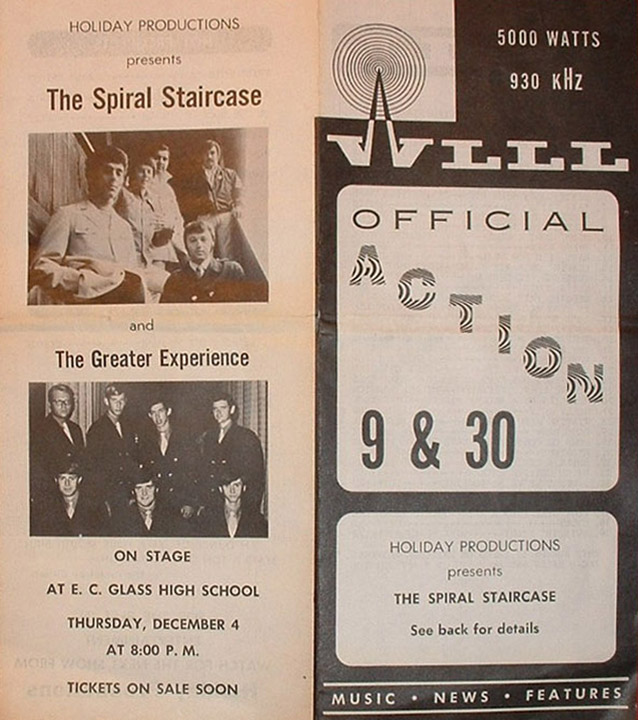 HOLIDAY PRODUCTIONS
presents
The Spiral Staircase
and
The Greater Experience
ON STAGE
AT E. C. GLASS HIGH SCHOOL
THURSDAY, DECEMBER 4
AT 8:00 P. M.
TICKETS ON SALE SOON
5000 WATTS
930 KHz
WLLL
OFFICIAL
ACTION
9 & 30
HOLIDAY PRODUCTIONS
presents
THE SPIRAL STAIRCASE
See back for details
MUSIC • NEWS • FEATURES